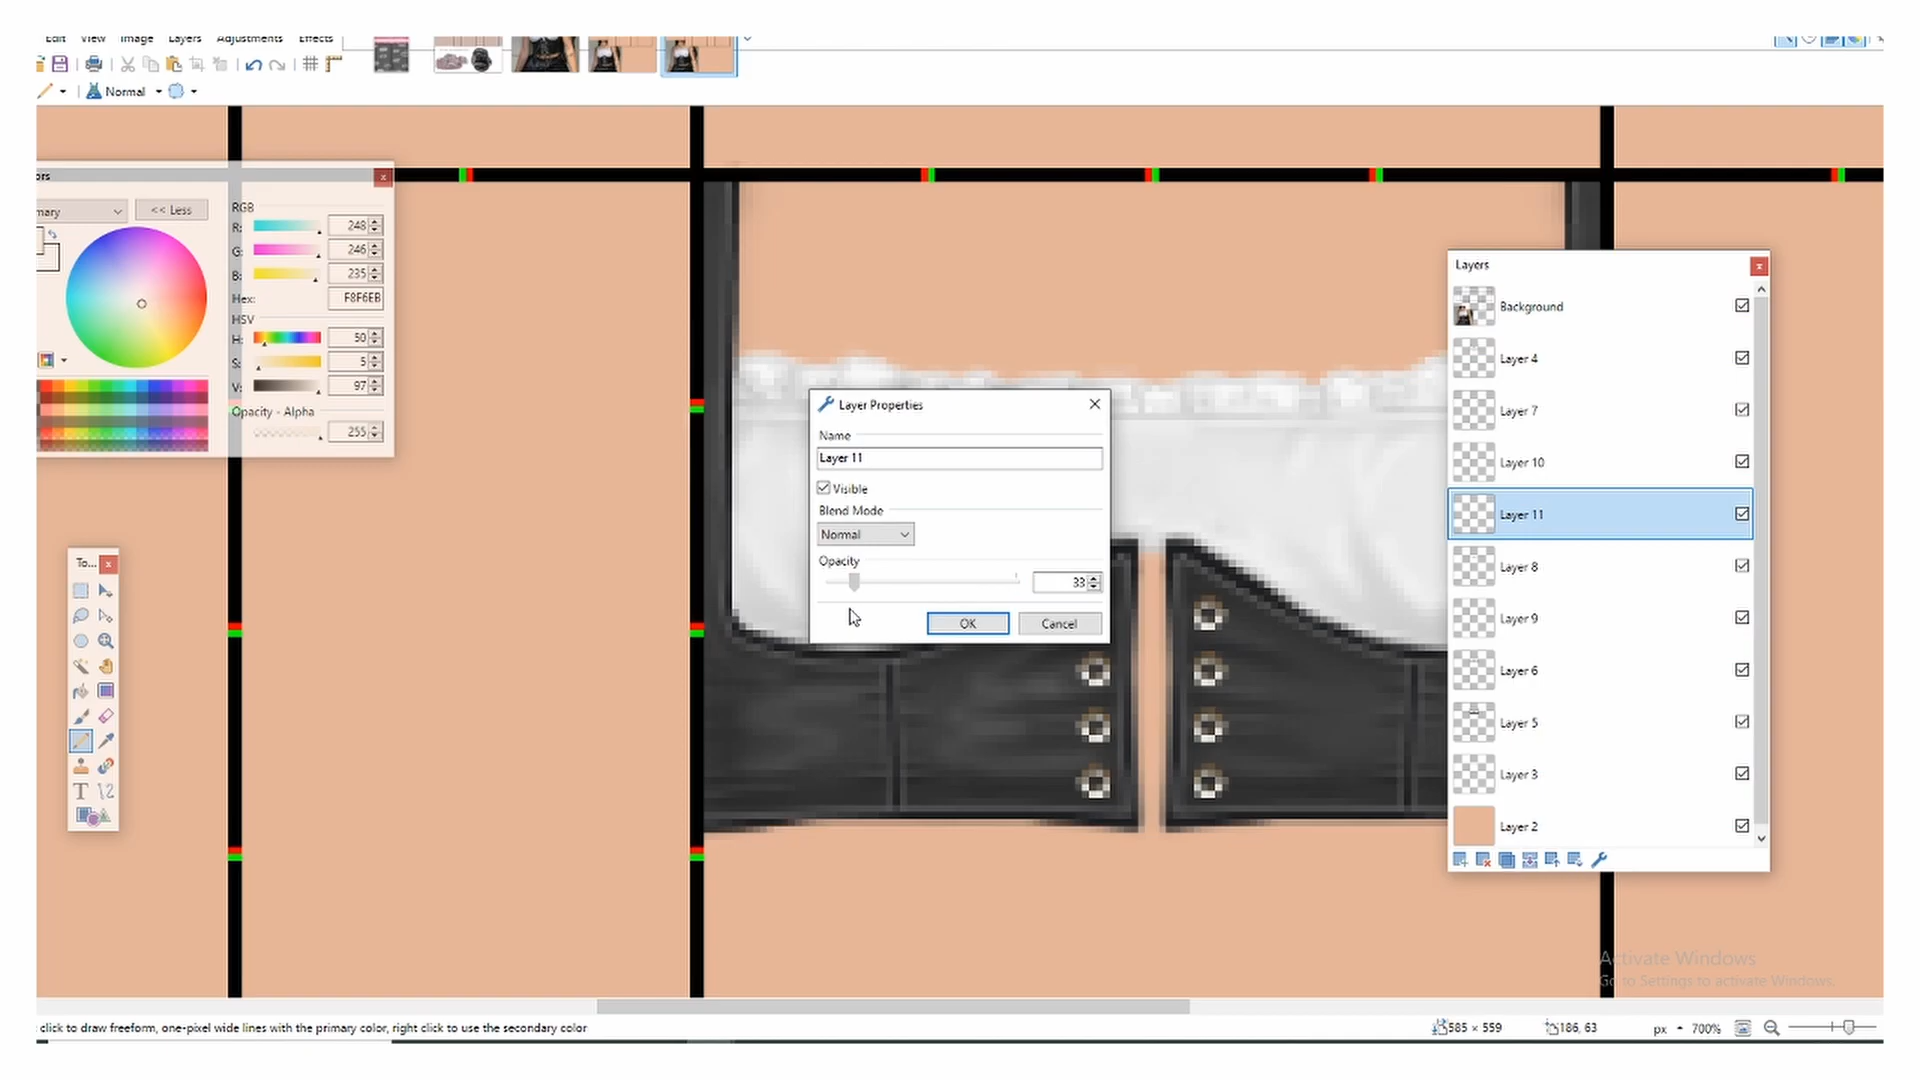 Edit View Image Layers Adjustments Effects
Normal
ors
mary
<< Less
RGB
R: 248
G: 246
B: 235
Hex: F8F6EB
HSV
H: 50
S: 5
V: 97
Opacity - Alpha
255
To...
Layer Properties
Name
Layer 11
Visible
Blend Mode
Normal
Opacity
33
OK Cancel
Layers
Background
Layer 4
Layer 7
Layer 10
Layer 11
Layer 8
Layer 9
Layer 6
Layer 5
Layer 3
Layer 2
Activate Windows
Go to Settings to activate Windows.
click to draw freeform, one-pixel wide lines with the primary color, right click to use the secondary color
585 × 559
186, 63
px
700%